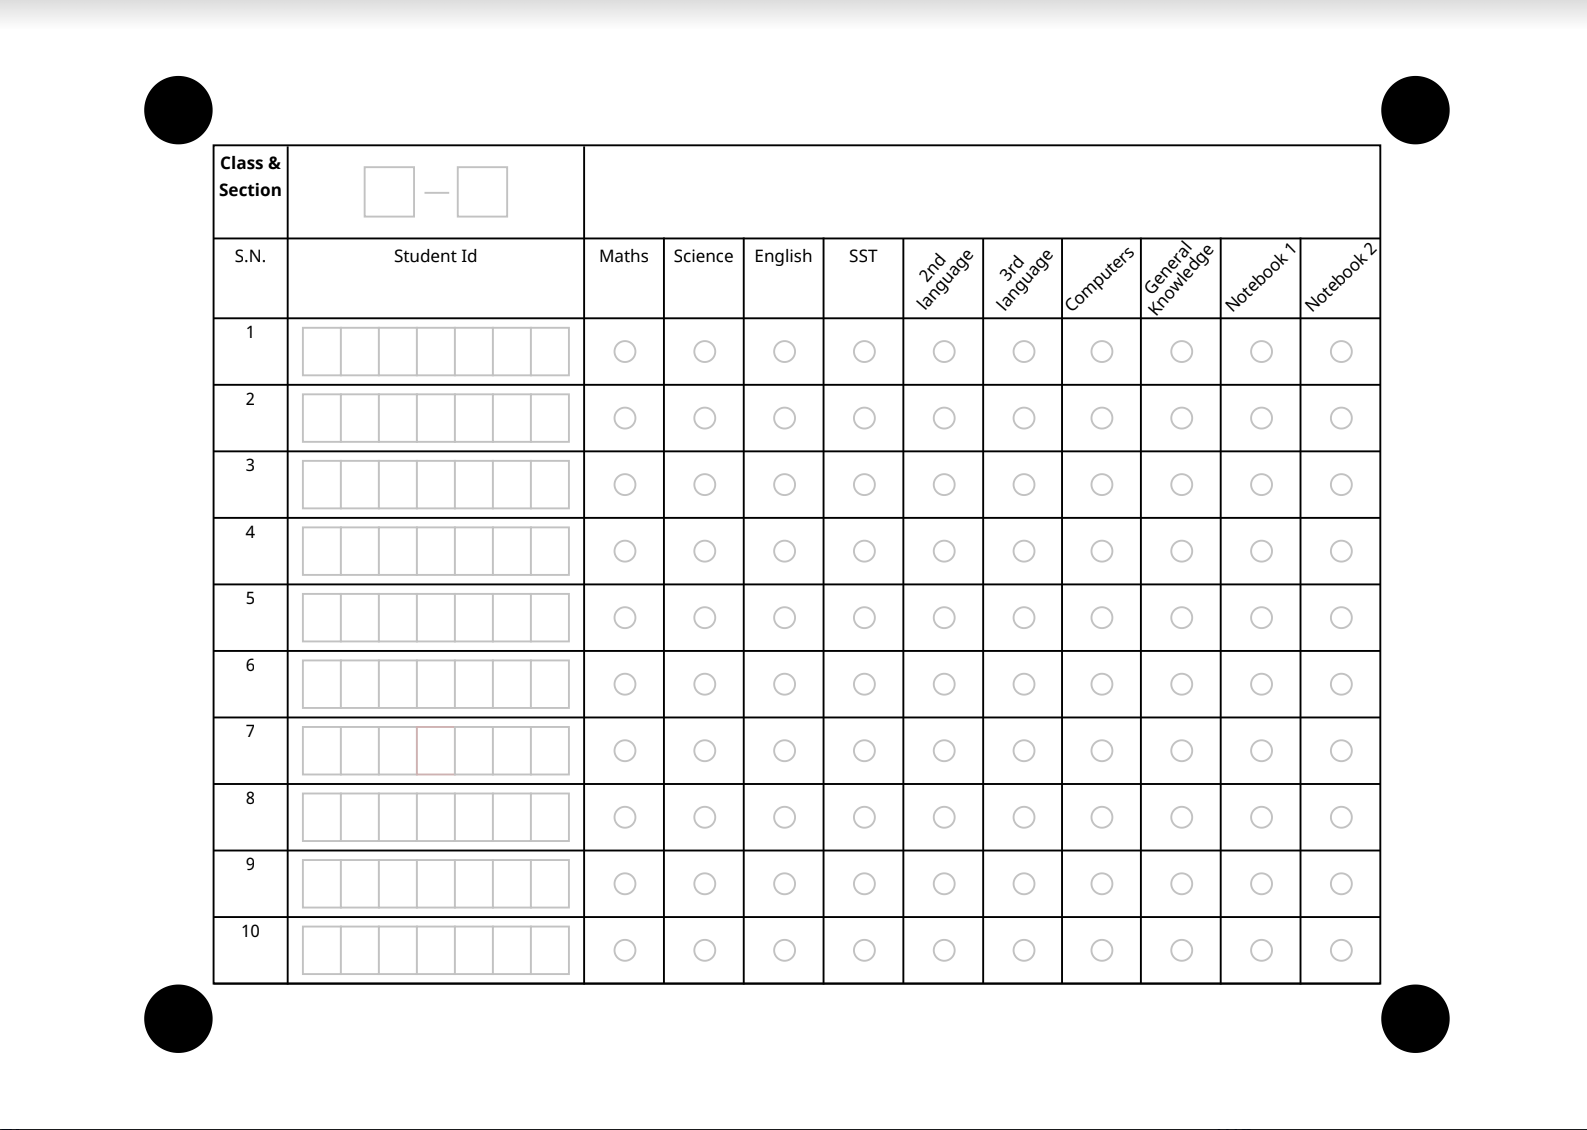 Class &
Section
S.N.
Student Id
Maths
Science
English
SST
2nd
language
3rd
language
Computers
General
Knowledge
Notebook 1
Notebook 2
1
2
3
4
5
6
7
8
9
10